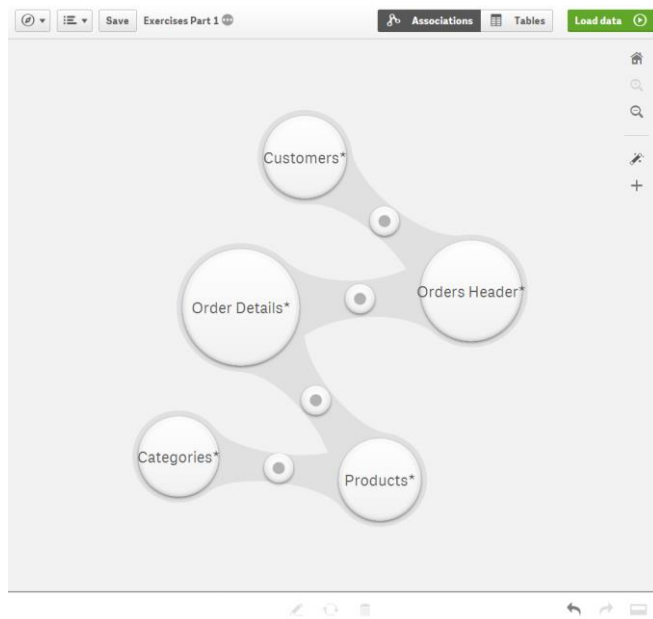 Save Exercises Part 1 Associations Tables Load data
Customers*
Orders Header*
Order Details*
Categories*
Products*